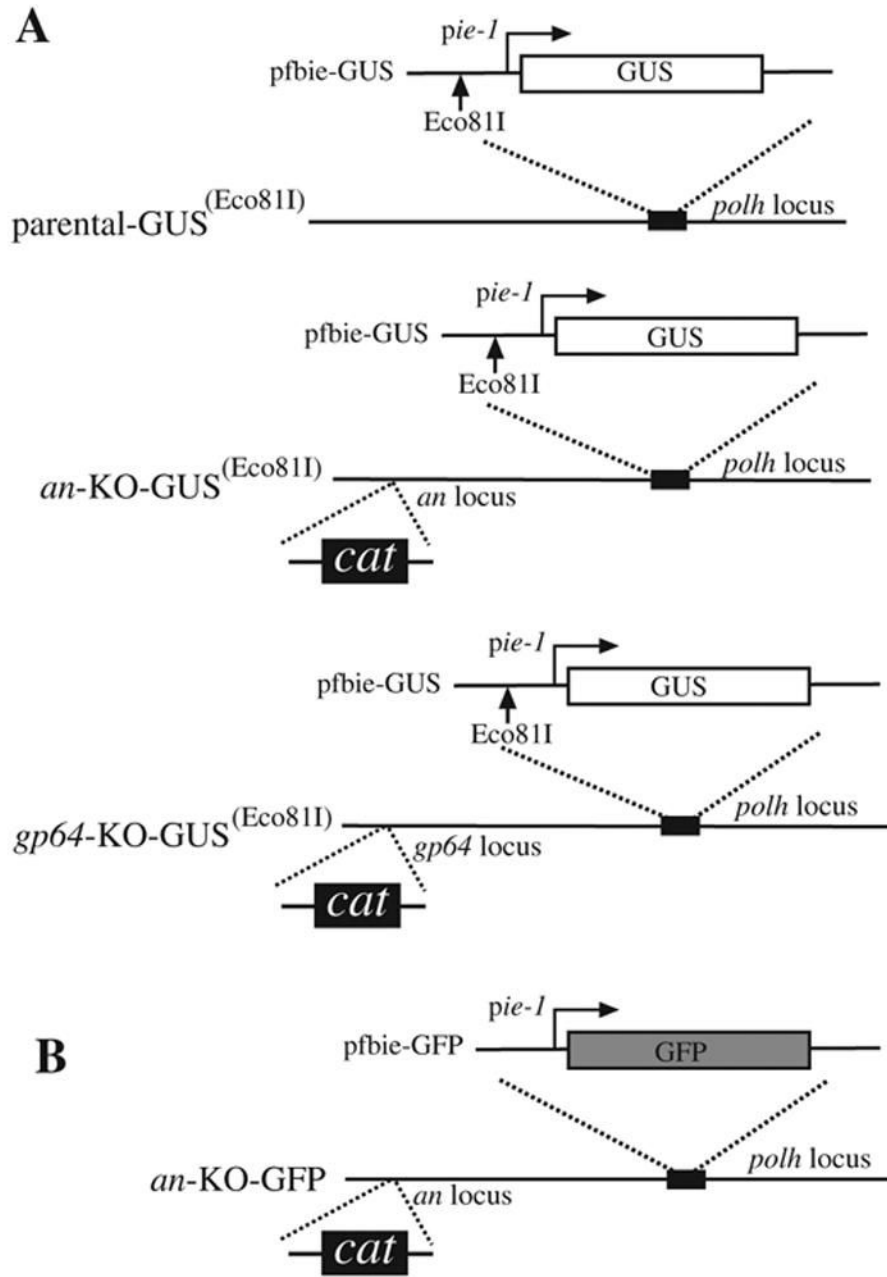 A
pie-1
pfbie-GUS
GUS
Eco81I
parental-GUS(Eco81I)
polh locus
pie-1
pfbie-GUS
GUS
Eco81I
an-KO-GUS(Eco81I)
polh locus
an locus
cat
pie-1
pfbie-GUS
GUS
Eco81I
gp64-KO-GUS(Eco81I)
polh locus
gp64 locus
cat
B
pie-1
pfbie-GFP
GFP
an-KO-GFP
polh locus
an locus
cat